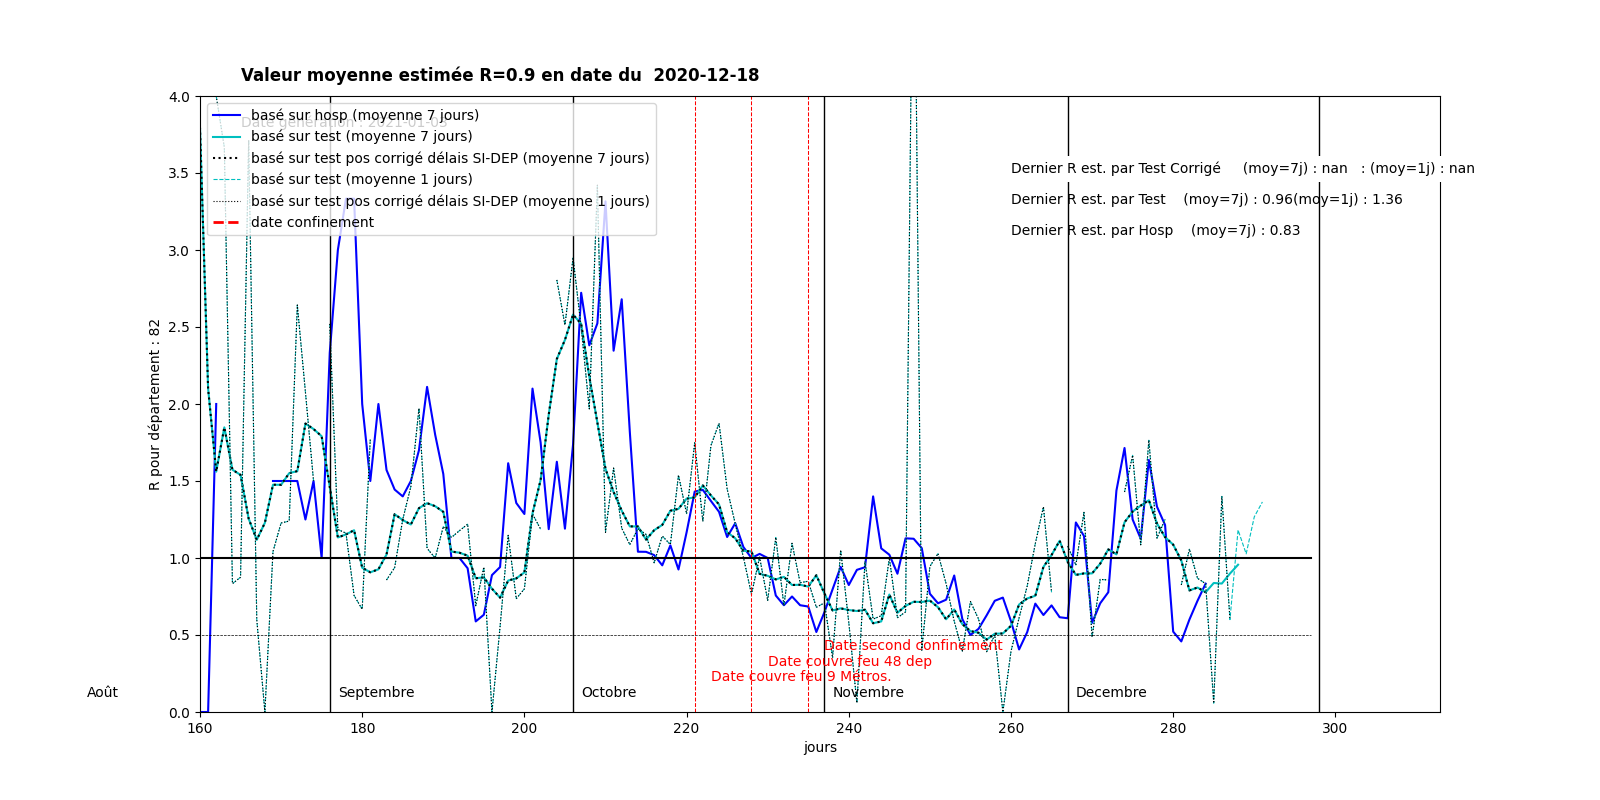 Valeur moyenne estimée R=0.9 en date du  2020-12-18
Date génération : 2021-01-03
basé sur hosp (moyenne 7 jours)
basé sur test (moyenne 7 jours)
basé sur test pos corrigé délais SI-DEP (moyenne 7 jours)
basé sur test (moyenne 1 jours)
basé sur test pos corrigé délais SI-DEP (moyenne 1 jours)
date confinement
Dernier R est. par Test Corrigé (moy=7j) : nan : (moy=1j) : nan
Dernier R est. par Test (moy=7j) : 0.96(moy=1j) : 1.36
Dernier R est. par Hosp (moy=7j) : 0.83
R pour département : 82
4.0
3.5
3.0
2.5
2.0
1.5
1.0
0.5
0.0
Date second confinement
Date couvre feu 48 dep
Date couvre feu 9 Métros.
Août Septembre Octobre Novembre Decembre
160 180 200 220 240 260 280 300
jours